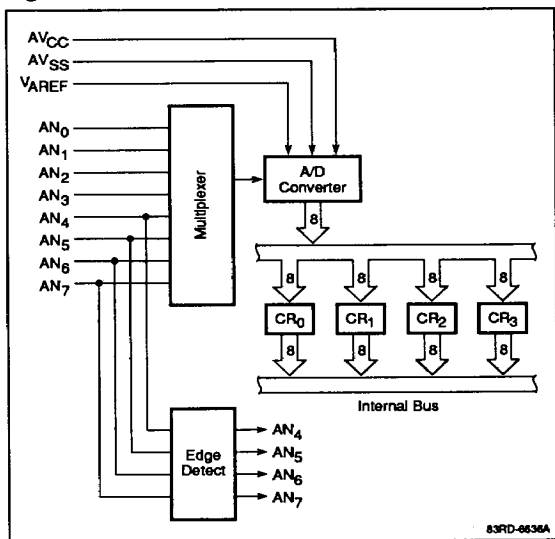 AVCC
AVSS
VAREF
AN0
AN1
AN2
AN3
AN4
AN5
AN6
AN7
Multiplexer
A/D
Converter
8
8
8
8
8
CR0
CR1
CR2
CR3
8
8
8
8
Internal Bus
Edge
Detect
AN4
AN5
AN6
AN7
83RD-6636A